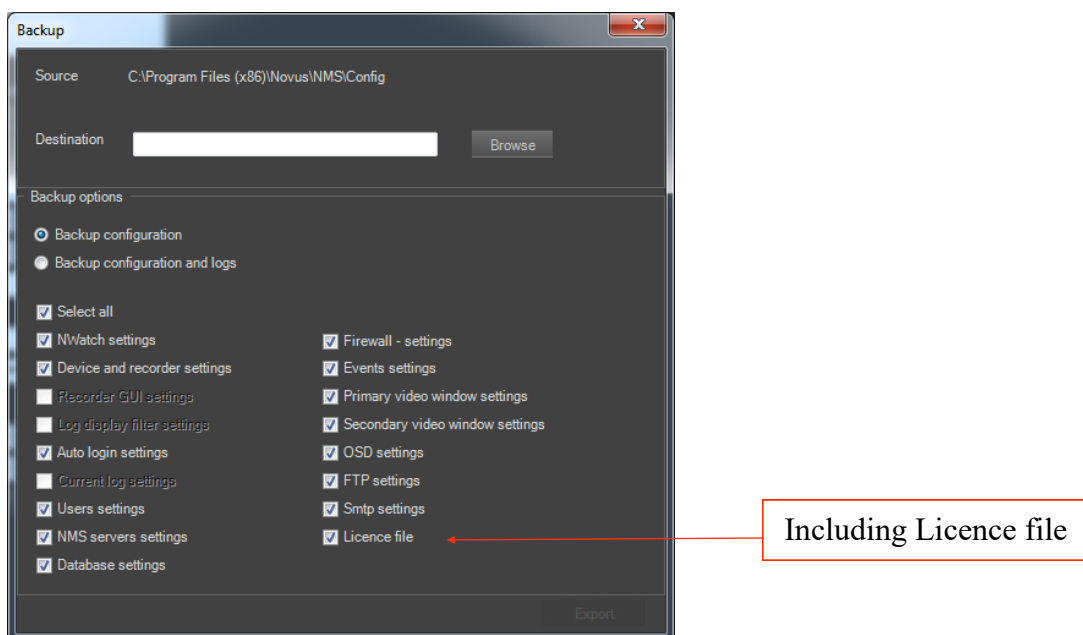 Backup
Source C:\Program Files (x86)\Novus\NMS\Config
Destination Browse
Backup options
Backup configuration
Backup configuration and logs
Select all
NWatch settings
Device and recorder settings
Recorder GUI settings
Log display filter settings
Auto login settings
Current log settings
Users settings
NMS servers settings
Database settings
Firewall - settings
Events settings
Primary video window settings
Secondary video window settings
OSD settings
FTP settings
Smtp settings
Licence file
Including Licence file
Export